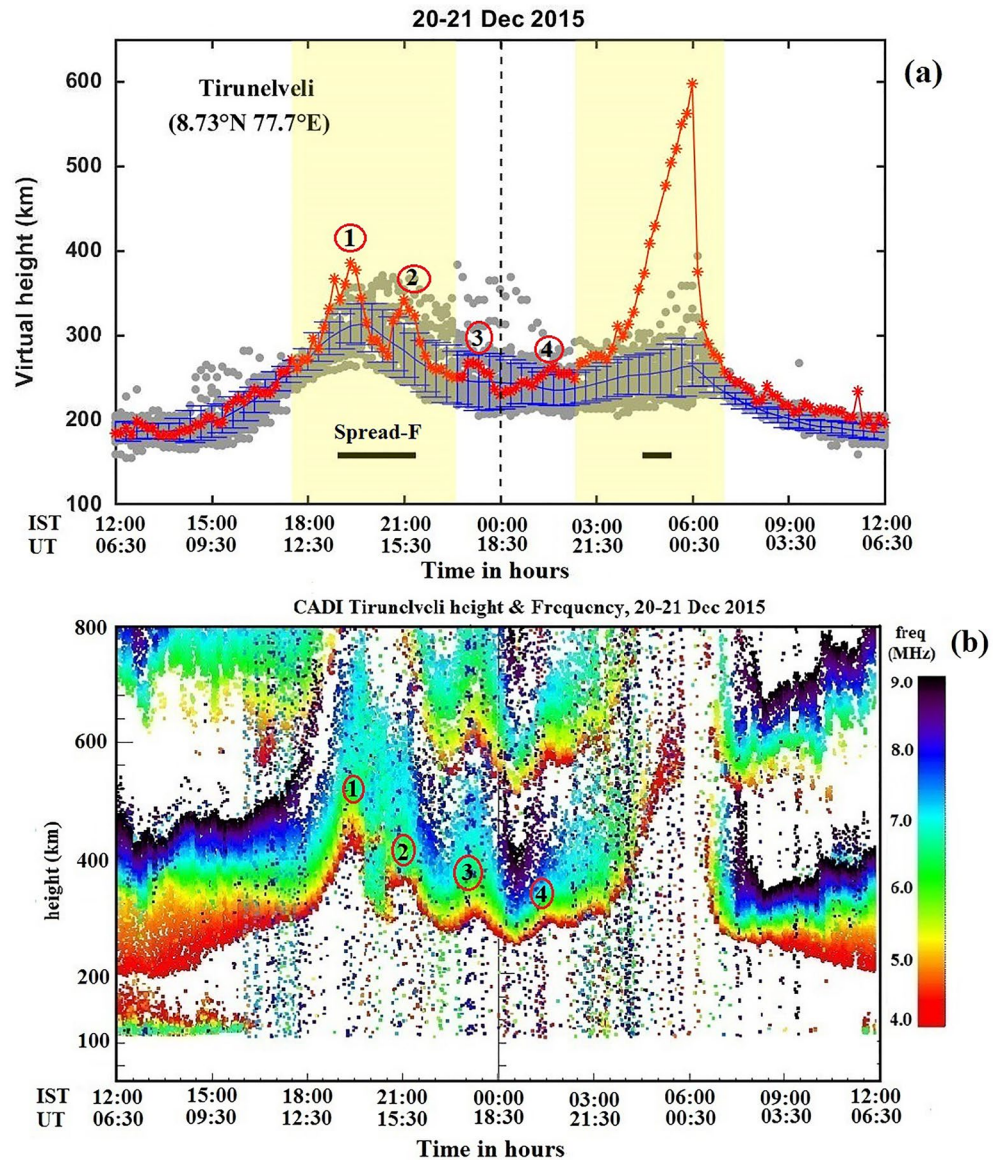 20-21 Dec 2015
(a)
Tirunelveli
(8.73°N 77.7°E)
Virtual height (km)
600
500
400
300
200
100
1
2
3
4
Spread-F
IST 12:00 15:00 18:00 21:00 00:00 03:00 06:00 09:00 12:00
UT 06:30 09:30 12:30 15:30 18:30 21:30 00:30 03:30 06:30
Time in hours
CADI Tirunelveli height & Frequency, 20-21 Dec 2015
(b)
height (km)
800
600
400
200
100
1
2
3
4
freq
(MHz)
9.0
8.0
7.0
6.0
5.0
4.0
IST 12:00 15:00 18:00 21:00 00:00 03:00 06:00 09:00 12:00
UT 06:30 09:30 12:30 15:30 18:30 21:30 00:30 03:30 06:30
Time in hours